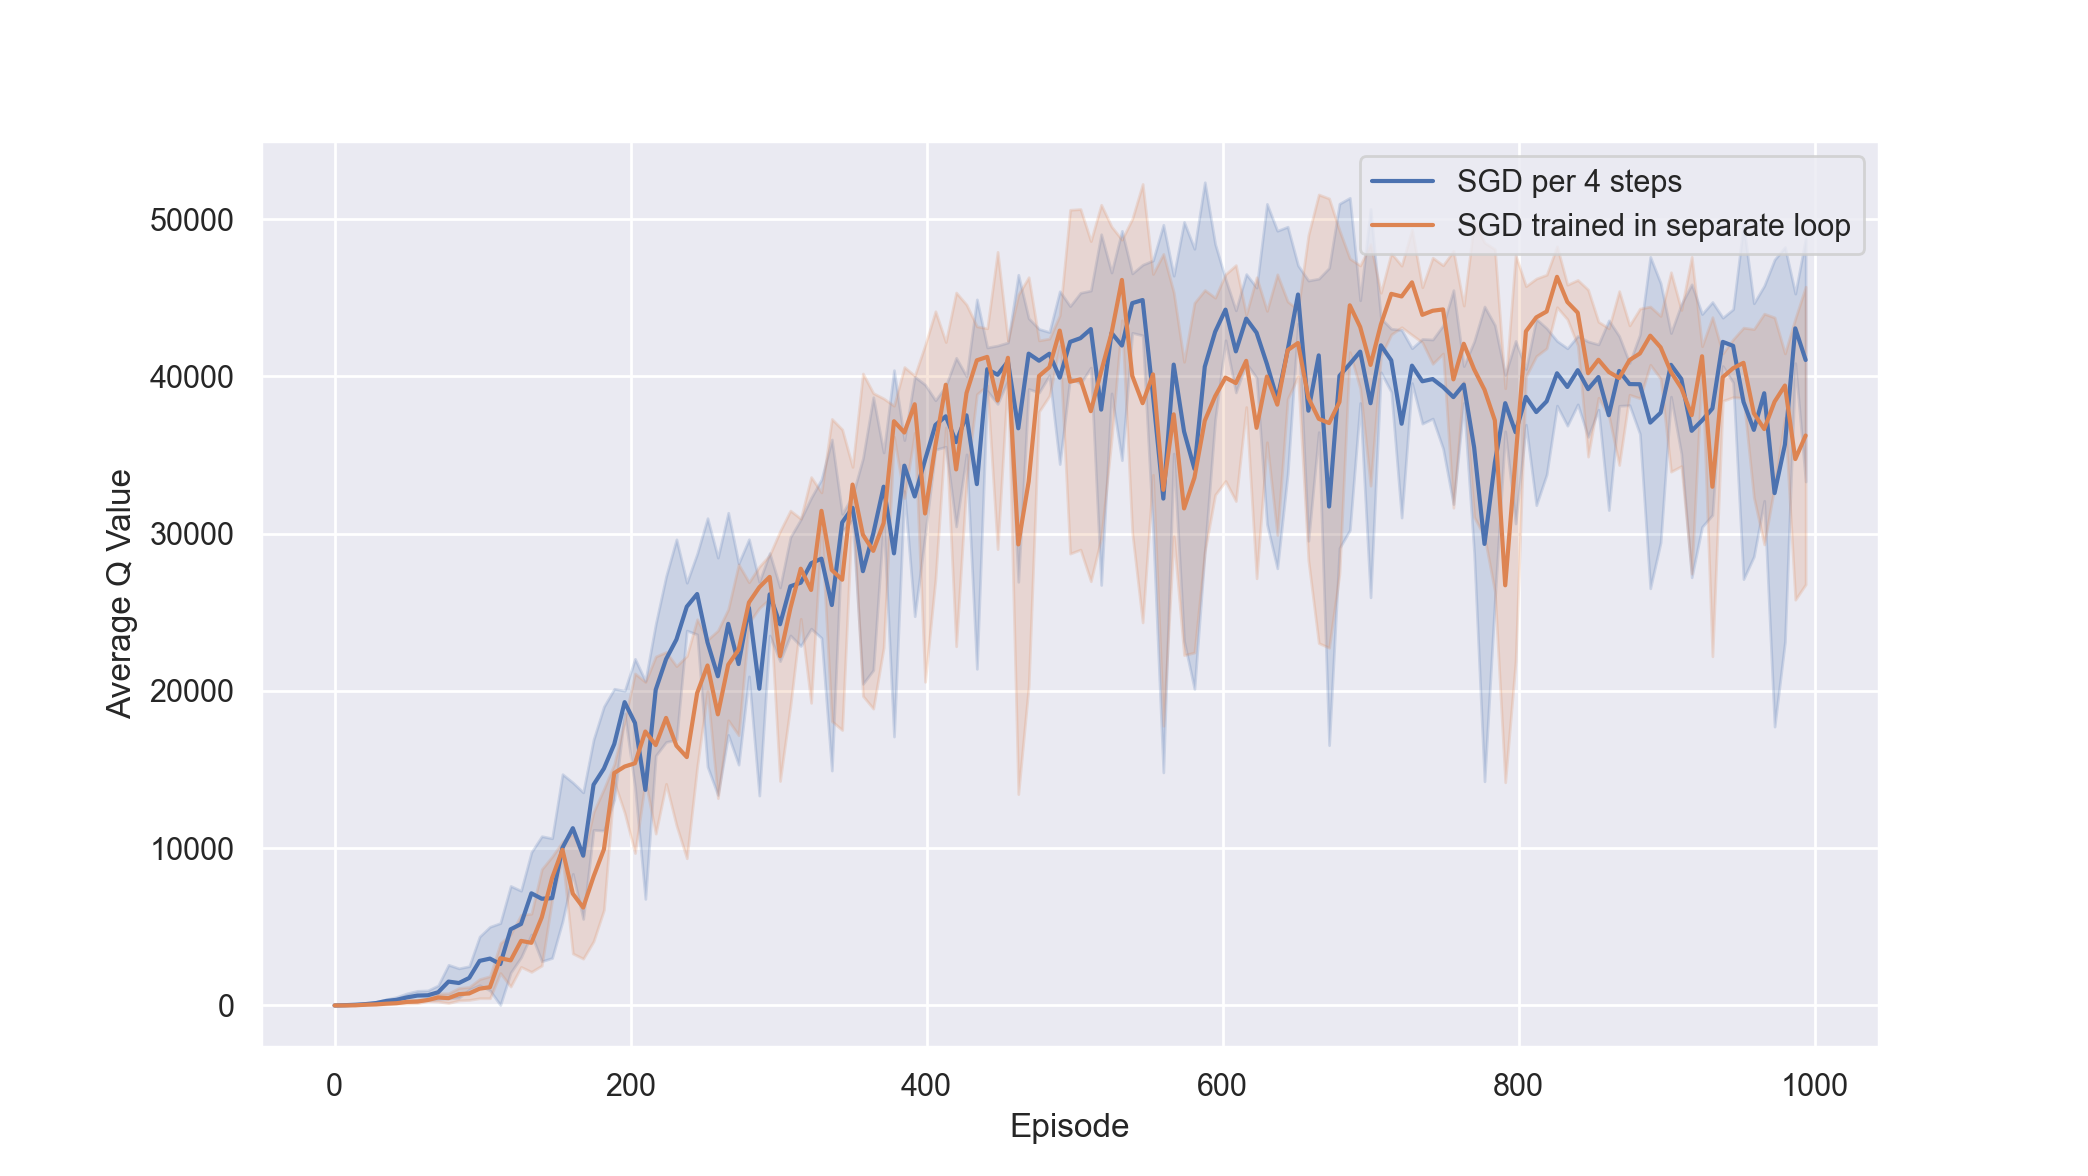 SGD per 4 steps
SGD trained in separate loop
50000
40000
30000
20000
10000
0
Average Q Value
0 200 400 600 800 1000
Episode